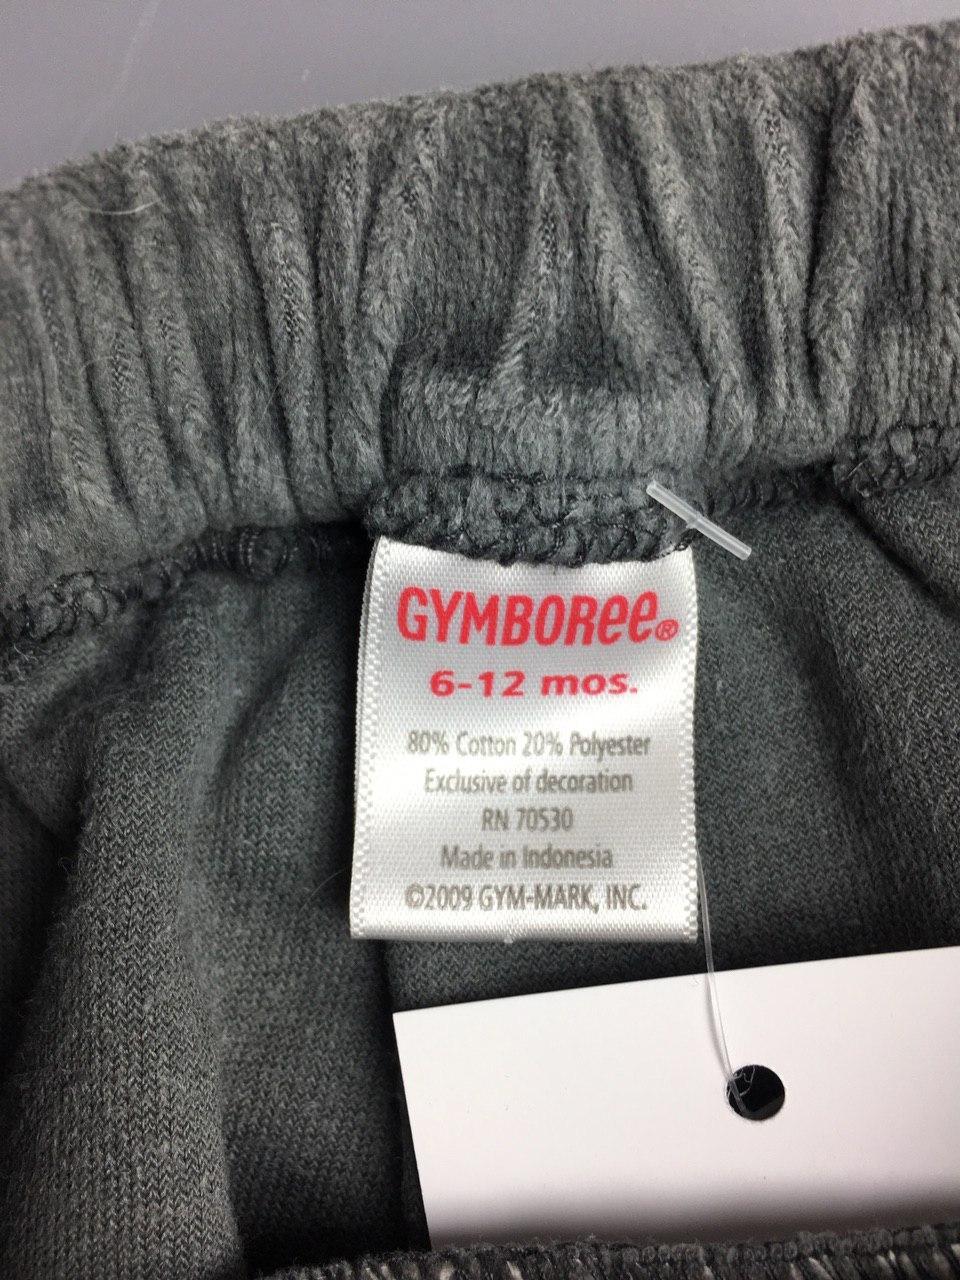 GYMBORee®
6-12 mos.
80% Cotton 20% Polyester
Exclusive of decoration
RN 70530
Made in Indonesia
©2009 GYM-MARK, INC.